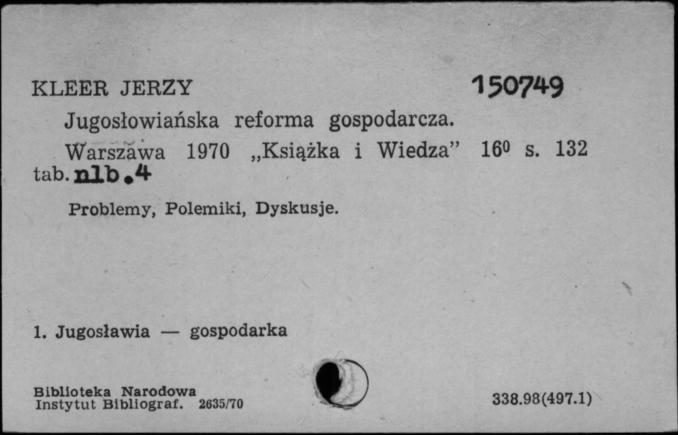 KLEER JERZY 150749
Jugosłowiańska reforma gospodarcza.
Warszawa 1970 „Książka i Wiedza” 16⁰ s. 132
tab. nlb. 4
Problemy, Polemiki, Dyskusje.
1. Jugosławia — gospodarka
Biblioteka Narodowa
Instytut Bibliograf. 2635/70 338.98(497.1)